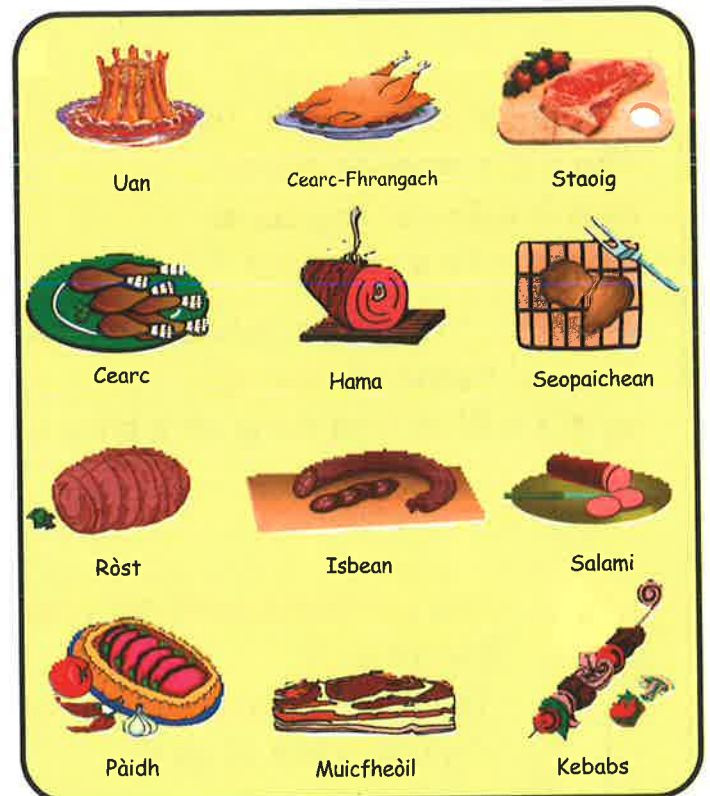 Uan
Cearc-Fhrangach
Staoig
Cearc
Hama
Seopaichean
Ròst
Isbean
Salami
Pàidh
Muicfheòil
Kebabs